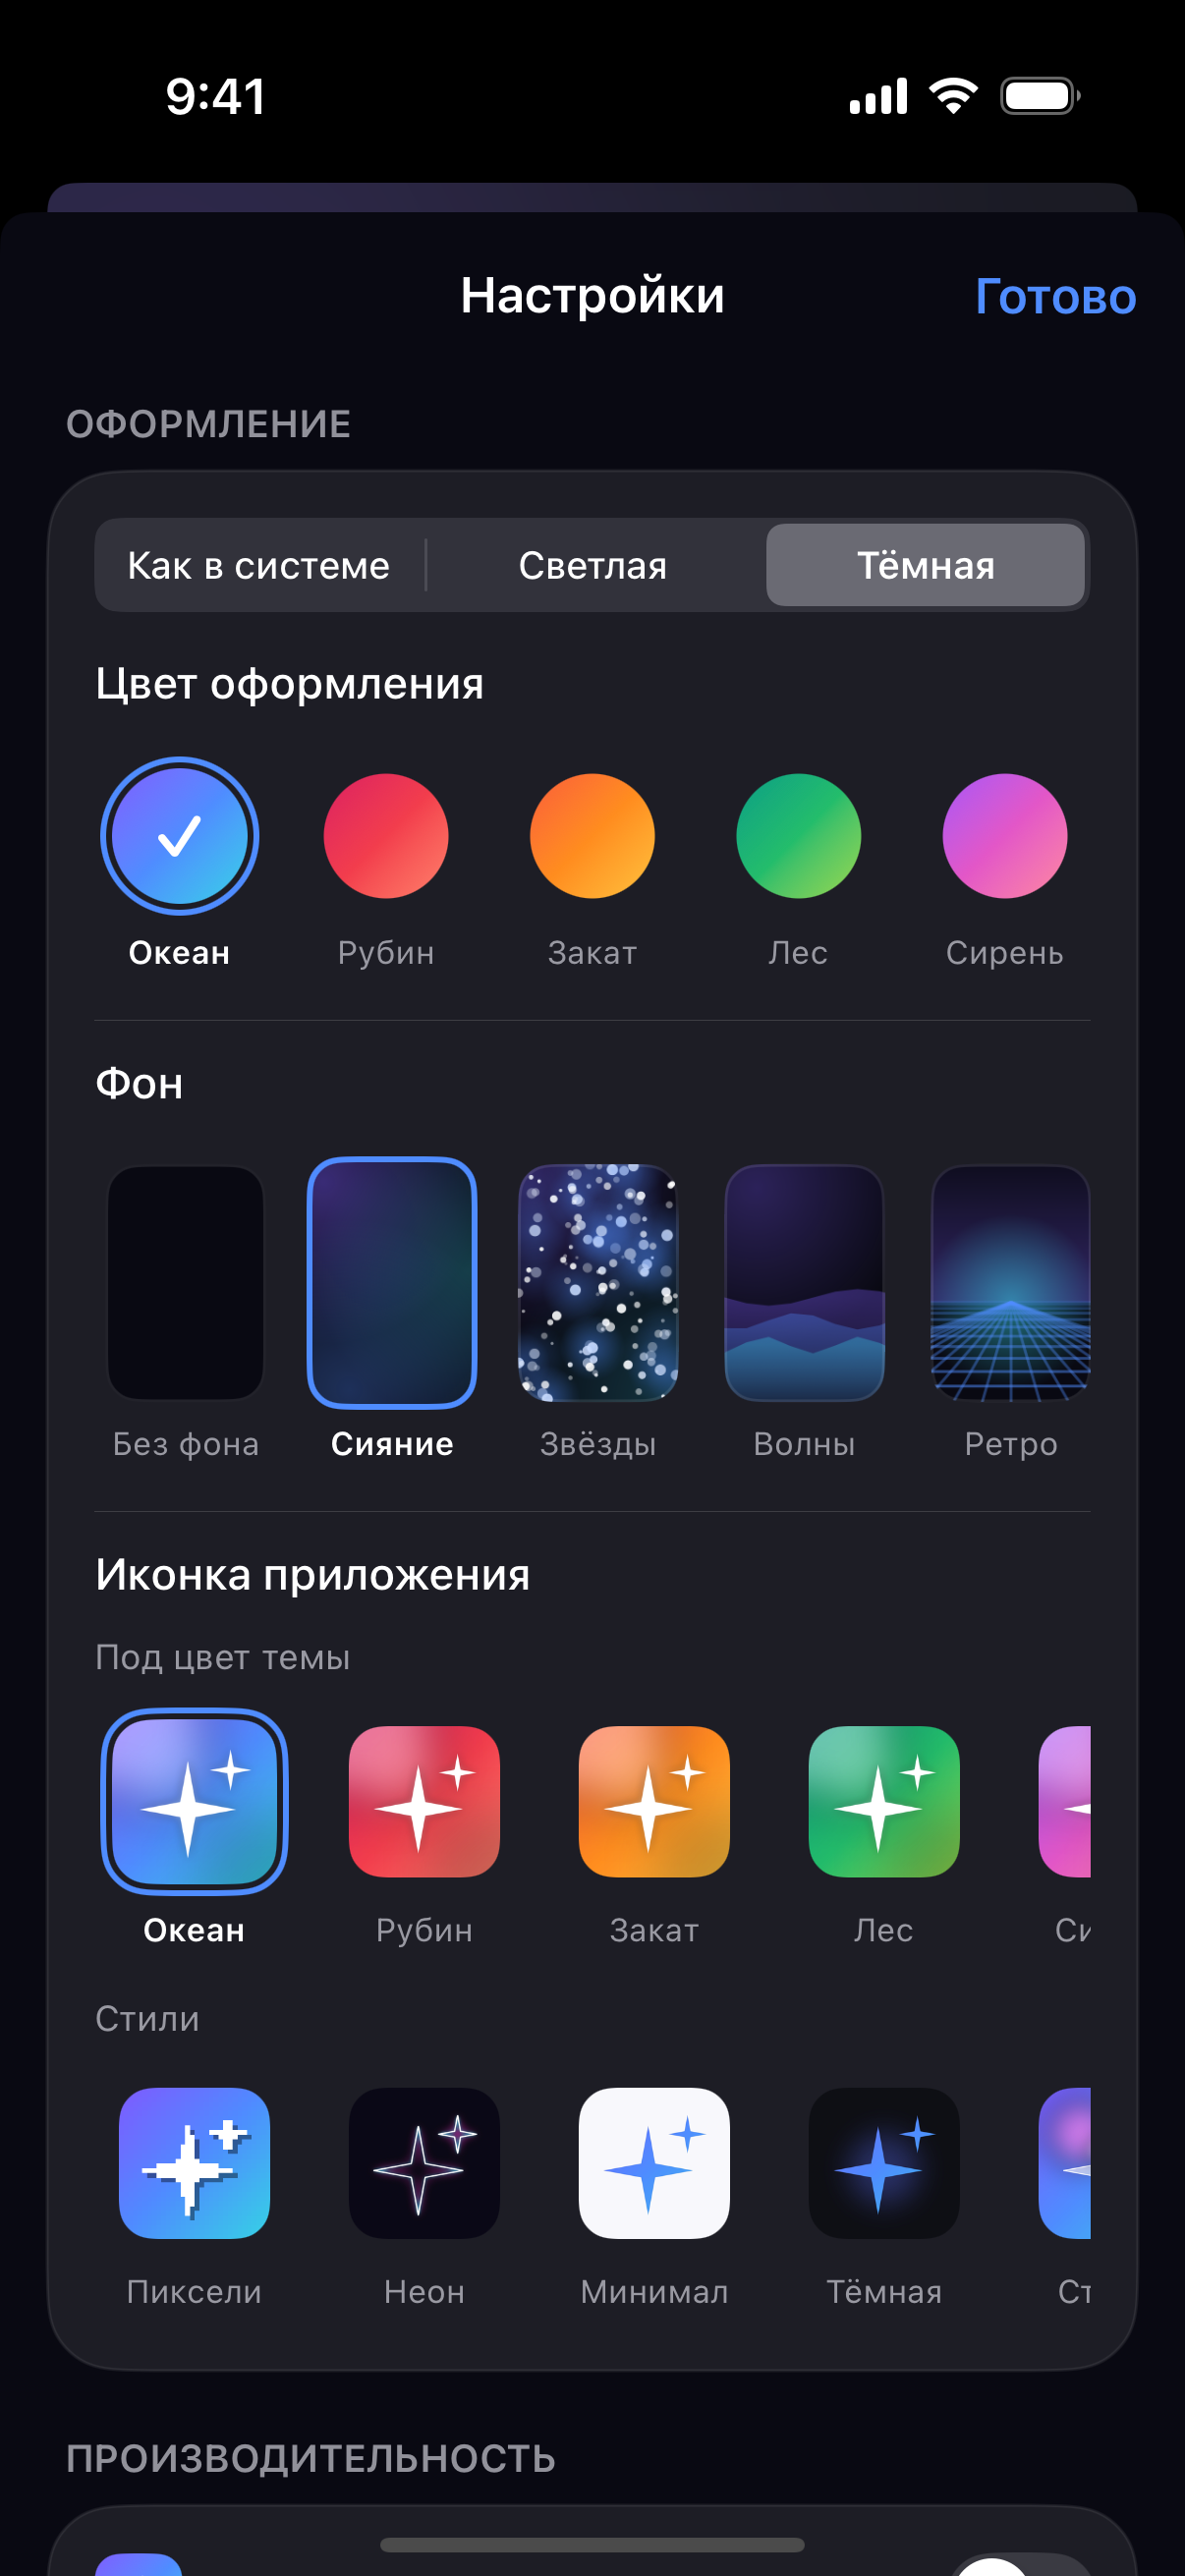 9:41
Настройки
Готово
ОФОРМЛЕНИЕ
Как в системе
Светлая
Тёмная
Цвет оформления
Океан
Рубин
Закат
Лес
Сирень
Фон
Без фона
Сияние
Звёзды
Волны
Ретро
Иконка приложения
Под цвет темы
Океан
Рубин
Закат
Лес
Си
Стили
Пиксели
Неон
Минимал
Тёмная
Ст
ПРОИЗВОДИТЕЛЬНОСТЬ